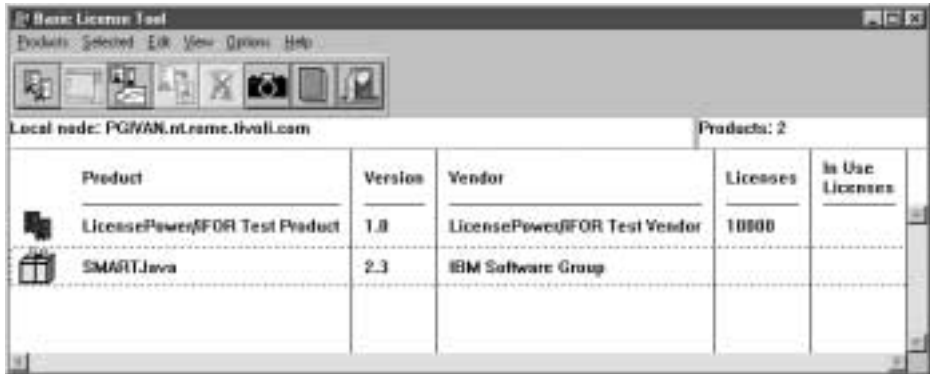 Basic License Tool
Products Selected Edit View Options Help
Local node: PGIVAN.nt.rome.tivoli.com Products: 2
Product Version Vendor Licenses In Use Licenses
LicensePower/iFOR Test Product 1.0 LicensePower/iFOR Test Vendor 10000
SMARTJava 2.3 IBM Software Group